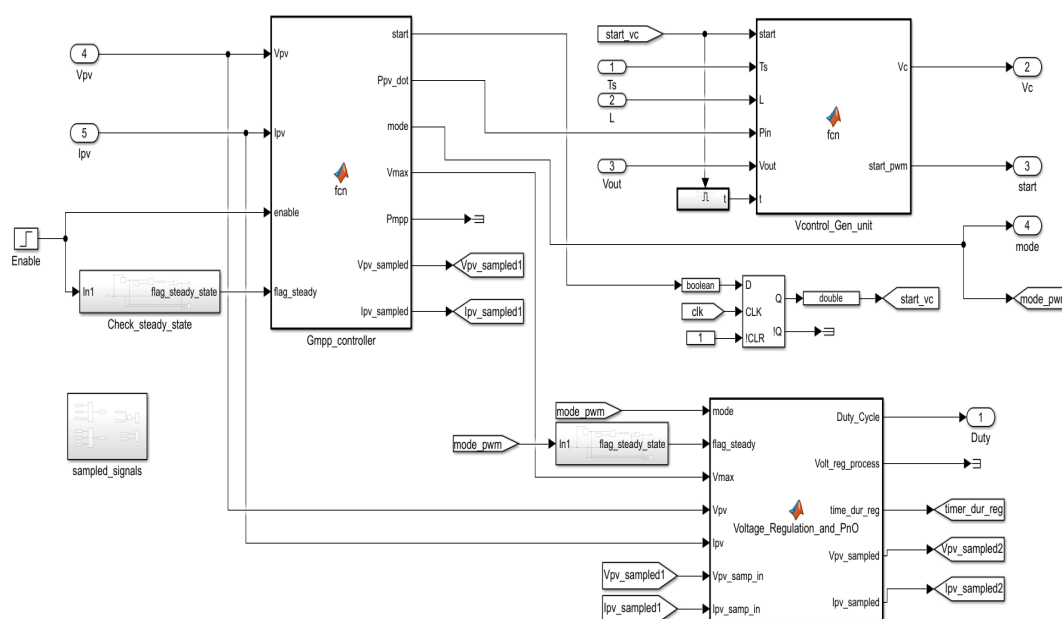 4
Vpv
5
Ipv
Enable
In1
flag_steady_state
Check_steady_state
sampled_signals
Vpv
Ipv
enable
flag_steady
fcn
start
Ppv_dot
mode
Vmax
Pmpp
Vpv_sampled
Ipv_sampled
Gmpp_controller
Vpv_sampled1
Ipv_sampled1
start_vc
1
Ts
2
L
3
Vout
t
start
Ts
L
Pin
Vout
t
fcn
Vc
start_pwm
Vcontrol_Gen_unit
2
Vc
3
start
4
mode
mode_pwm
boolean
clk
1
D
CLK
!CLR
Q
!Q
double
start_vc
mode_pwm
mode_pwm
In1
flag_steady_state
Vpv_sampled1
Ipv_sampled1
mode
flag_steady
Vmax
Vpv
Ipv
Vpv_samp_in
Ipv_samp_in
Voltage_Regulation_and_PnO
Duty_Cycle
Volt_reg_process
time_dur_reg
Vpv_sampled
Ipv_sampled
1
Duty
timer_dur_reg
Vpv_sampled2
Ipv_sampled2